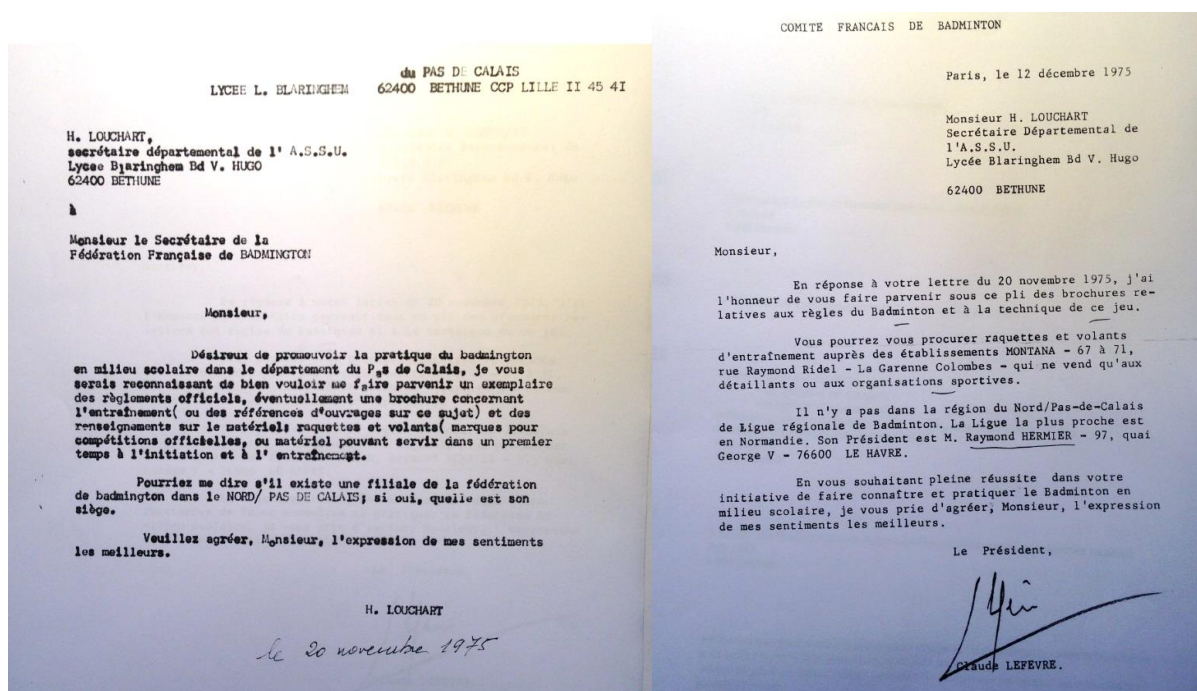 du PAS DE CALAIS
LYCEE L. BLARINGHEM 62400 BETHUNE CCP LILLE II 45 4I
H. LOUCHART,
secrétaire départemental de l' A.S.S.U.
Lycee Blaringhem Bd V. HUGO
62400 BETHUNE
à
Monsieur le Secrétaire de la
Fédération Française de BADMINGTON
Monsieur,
Désireux de promouvoir la pratique du badmington
en milieu scolaire dans le département du Pas de Calais, je vous
serais reconnaissant de bien vouloir me faire parvenir un exemplaire
des règlements officiels, éventuellement une brochure concernant
l'entraînement( ou des références d'ouvrages sur ce sujet) et des
renseignements sur le matériel: raquettes et volants( marques pour
compétitions officielles, ou matériel pouvant servir dans un premier
temps à l'initiation et à l' entraînement.
Pourriez me dire s'il existe une filiale de la fédération
de badmington dans le NORD/ PAS DE CALAIS; si oui, quelle est son
siège.
Veuillez agréer, Monsieur, l'expression de mes sentiments
les meilleurs.
H. LOUCHART
le 20 novembre 1975
COMITE FRANCAIS DE BADMINTON
Paris, le 12 décembre 1975
Monsieur H. LOUCHART
Secrétaire Départemental de
l'A.S.S.U.
Lycée Blaringhem Bd V. Hugo
62400 BETHUNE
Monsieur,
En réponse à votre lettre du 20 novembre 1975, j'ai
l'honneur de vous faire parvenir sous ce pli des brochures re-
latives aux règles du Badminton et à la technique de ce jeu.
Vous pourrez vous procurer raquettes et volants
d'entraînement auprès des établissements MONTANA - 67 à 71,
rue Raymond Ridel - La Garenne Colombes - qui ne vend qu'aux
détaillants ou aux organisations sportives.
Il n'y a pas dans la région du Nord/Pas-de-Calais
de Ligue régionale de Badminton. La Ligue la plus proche est
en Normandie. Son Président est M. Raymond HERMIER - 97, quai
George V - 76600 LE HAVRE.
En vous souhaitant pleine réussite dans votre
initiative de faire connaître et pratiquer le Badminton en
milieu scolaire, je vous prie d'agréer, Monsieur, l'expression
de mes sentiments les meilleurs.
Le Président,
Claude LEFEVRE.